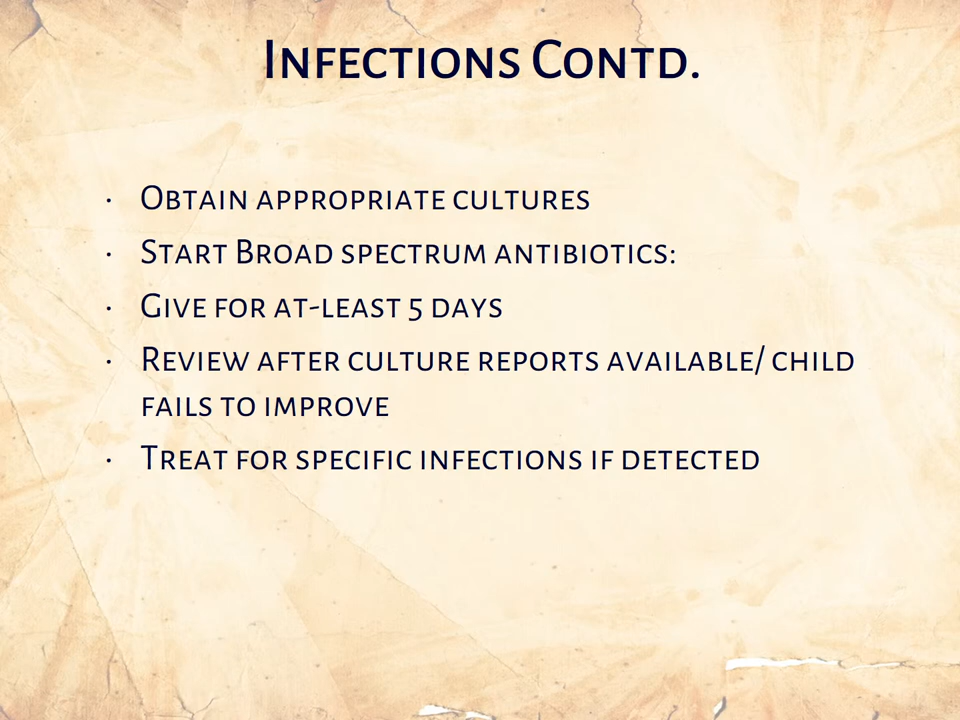 Infections Contd.
· Obtain appropriate cultures
· Start Broad spectrum antibiotics:
· Give for at-least 5 days
· Review after culture reports available/ child
fails to improve
· Treat for specific infections if detected